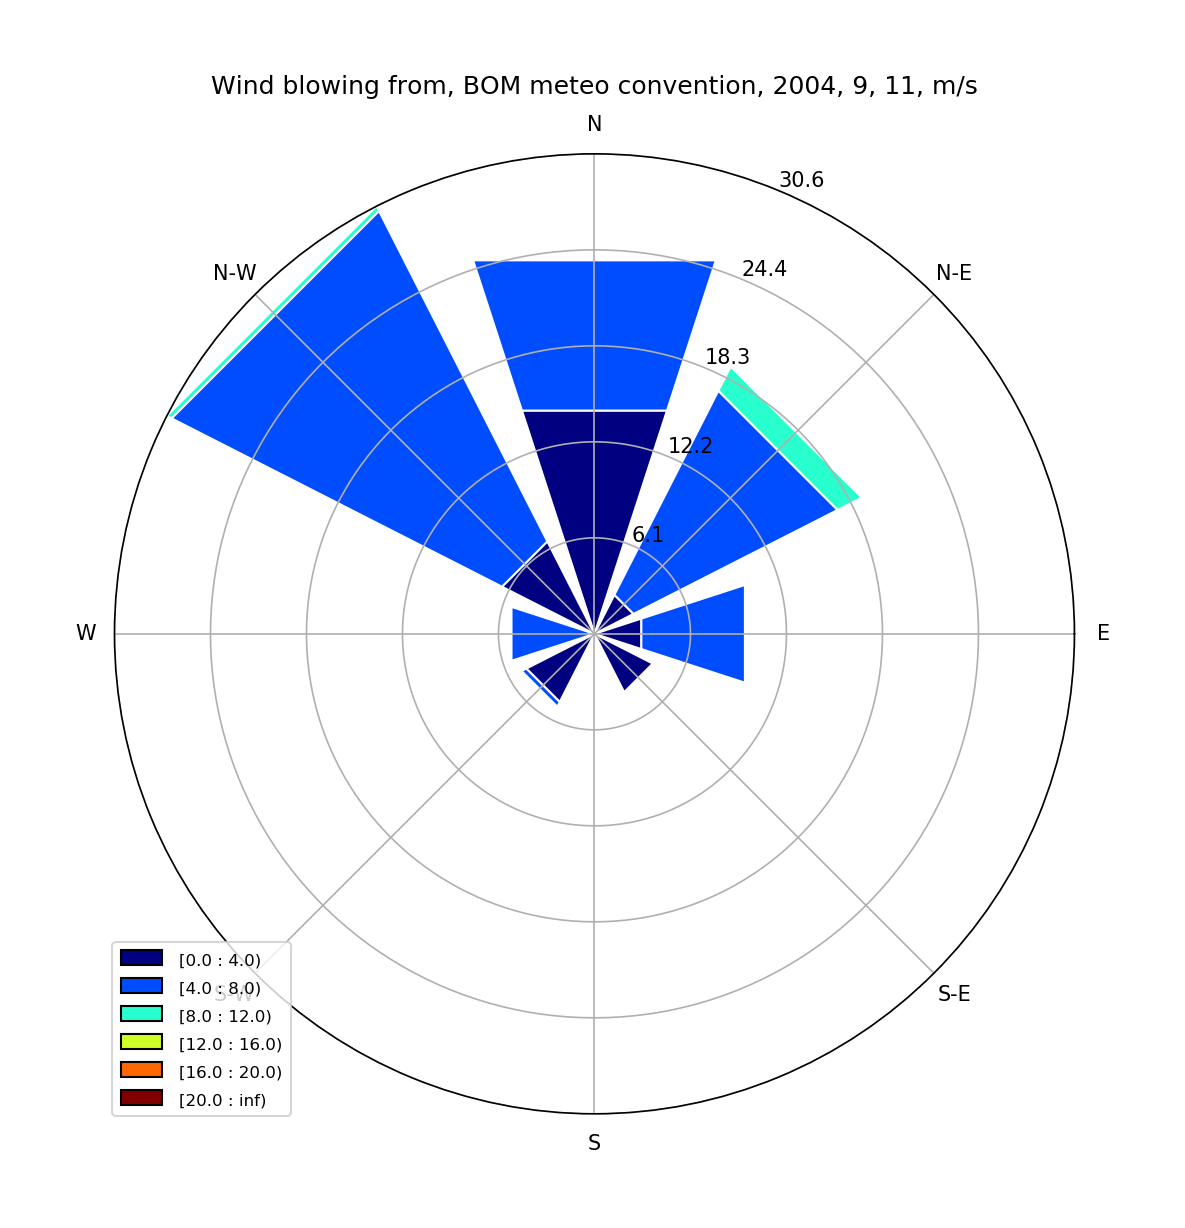 Wind blowing from, BOM meteo convention, 2004, 9, 11, m/s
N
30.6
N-W
24.4
N-E
18.3
12.2
6.1
W
E
S-W
S-E
[0.0 : 4.0)
[4.0 : 8.0)
[8.0 : 12.0)
[12.0 : 16.0)
[16.0 : 20.0)
[20.0 : inf)
S